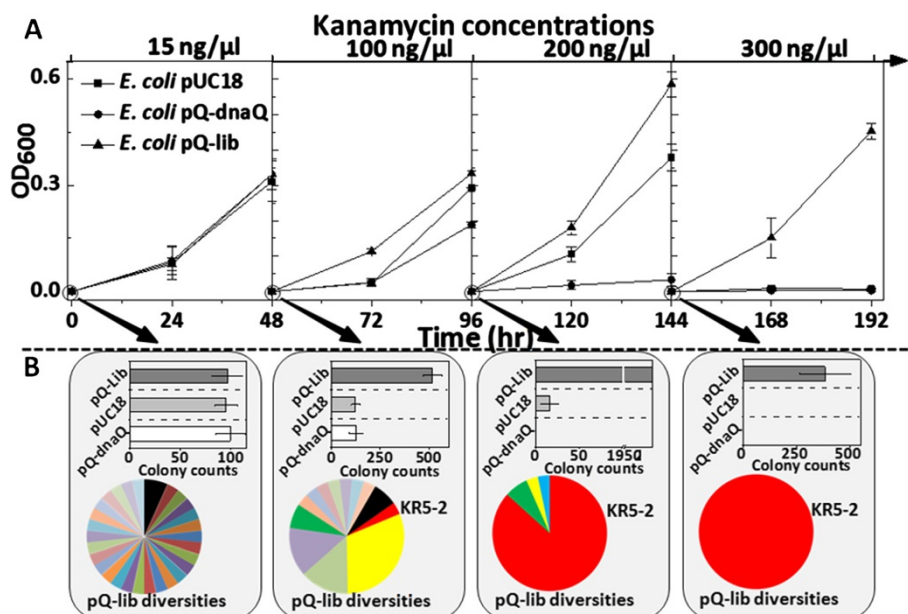 A
Kanamycin concentrations
15 ng/µl 100 ng/µl 200 ng/µl 300 ng/µl
OD600
0.6
0.3
0.0
E. coli pUC18
E. coli pQ-dnaQ
E. coli pQ-lib
0 24 48 72 96 120 144 168 192
Time (hr)
B
pQ-Lib
pUC18
pQ-dnaQ
0 50 100
Colony counts
pQ-lib diversities
pQ-Lib
pUC18
pQ-dnaQ
0 250 500
Colony counts
KR5-2
pQ-lib diversities
pQ-Lib
pUC18
pQ-dnaQ
0 50 1950
Colony counts
KR5-2
pQ-lib diversities
pQ-Lib
pUC18
pQ-dnaQ
0 250 500
Colony counts
KR5-2
pQ-lib diversities